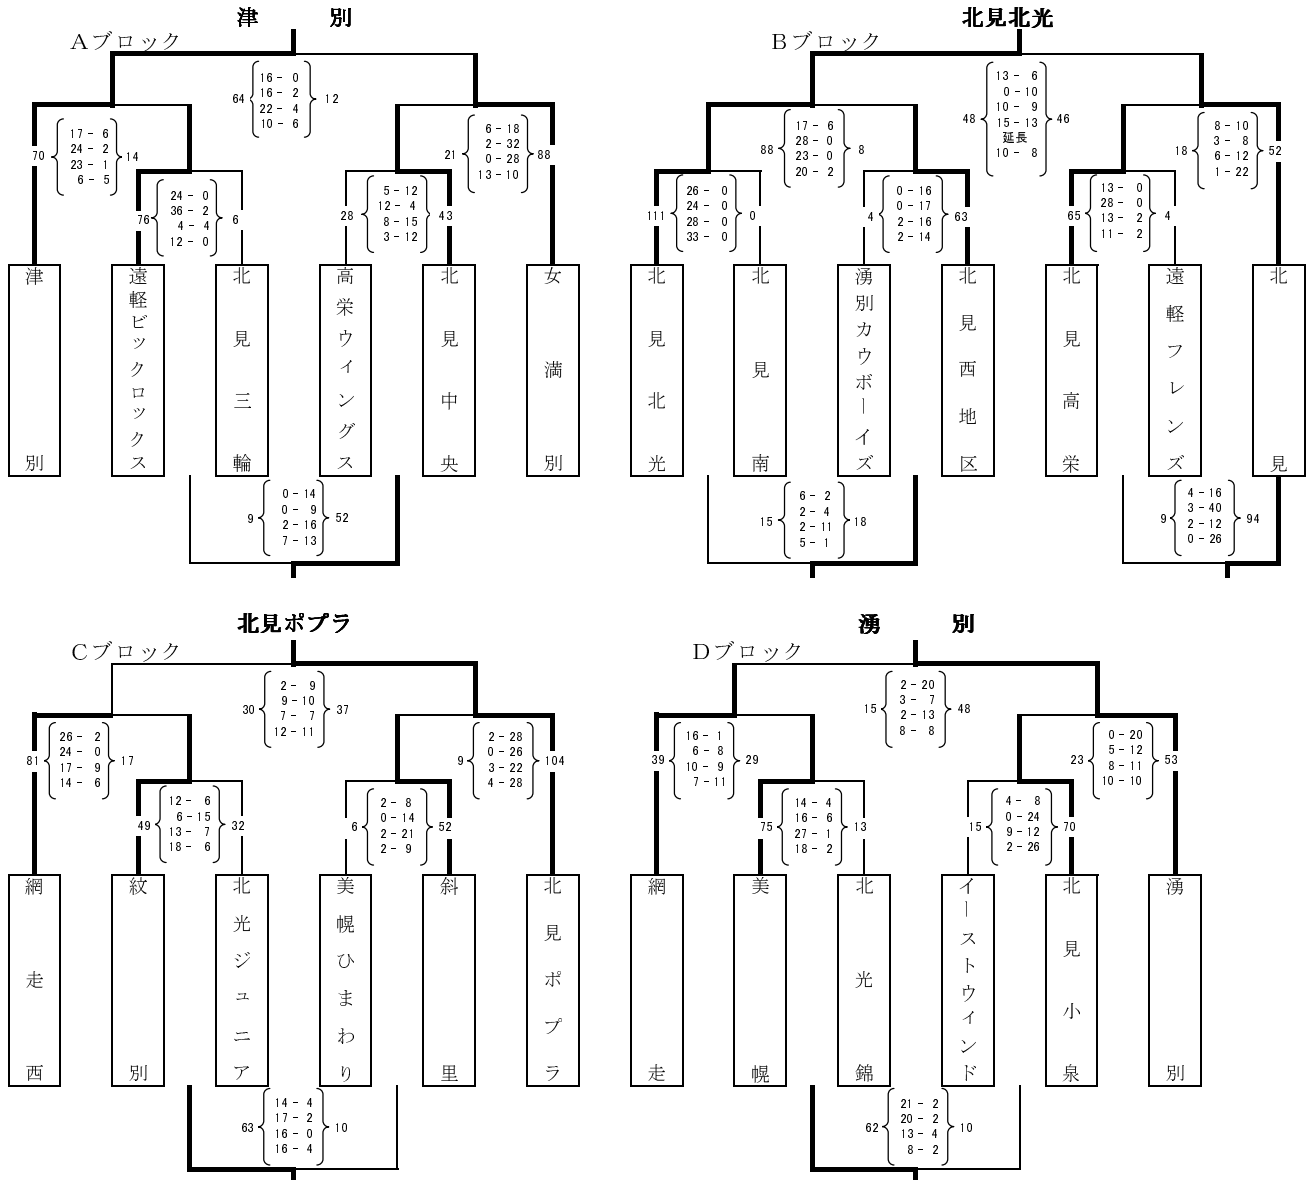 津　別
Aブロック
64
16 - 0
16 - 2
22 - 4
10 - 6
12
70
17 - 6
24 - 2
23 - 1
6 - 5
14
21
6 - 18
2 - 32
0 - 28
13 - 10
88
76
24 - 0
36 - 2
4 - 4
12 - 0
6
28
5 - 12
12 - 4
8 - 15
3 - 12
43
津別
遠軽ビックロックス
北見三輪
高栄ウィングス
北見中央
女満別
9
0 - 14
0 - 9
2 - 16
7 - 13
52
北見北光
Bブロック
48
13 - 6
0 - 10
10 - 9
15 - 13
延長
10 - 8
46
88
17 - 6
28 - 0
23 - 0
20 - 2
8
18
8 - 10
3 - 8
6 - 12
1 - 22
52
111
26 - 0
24 - 0
28 - 0
33 - 0
0
4
0 - 16
0 - 17
2 - 16
2 - 14
63
65
13 - 0
28 - 0
13 - 2
11 - 2
4
北見北光
北見南
湧別カウボーイズ
北見西地区
北見高栄
遠軽フレンズ
北見
15
6 - 2
2 - 4
2 - 11
5 - 1
18
9
4 - 16
3 - 40
2 - 12
0 - 26
94
北見ポプラ
Cブロック
30
2 - 9
9 - 10
7 - 7
12 - 11
37
81
26 - 2
24 - 0
17 - 9
14 - 6
17
9
2 - 28
0 - 26
3 - 22
4 - 28
104
49
12 - 6
6 - 15
13 - 7
18 - 6
32
6
2 - 8
0 - 14
2 - 21
2 - 9
52
網走西
紋別
北光ジュニア
美幌ひまわり
斜里
北見ポプラ
63
14 - 4
17 - 2
16 - 0
16 - 4
10
湧　別
Dブロック
15
2 - 20
3 - 7
2 - 13
8 - 8
48
39
16 - 1
6 - 8
10 - 9
7 - 11
29
23
0 - 20
5 - 12
8 - 11
10 - 10
53
75
14 - 4
16 - 6
27 - 1
18 - 2
13
15
4 - 8
0 - 24
9 - 12
2 - 26
70
網走
美幌
北光錦
イーストウィンド
北見小泉
湧別
62
21 - 2
20 - 2
13 - 4
8 - 2
10